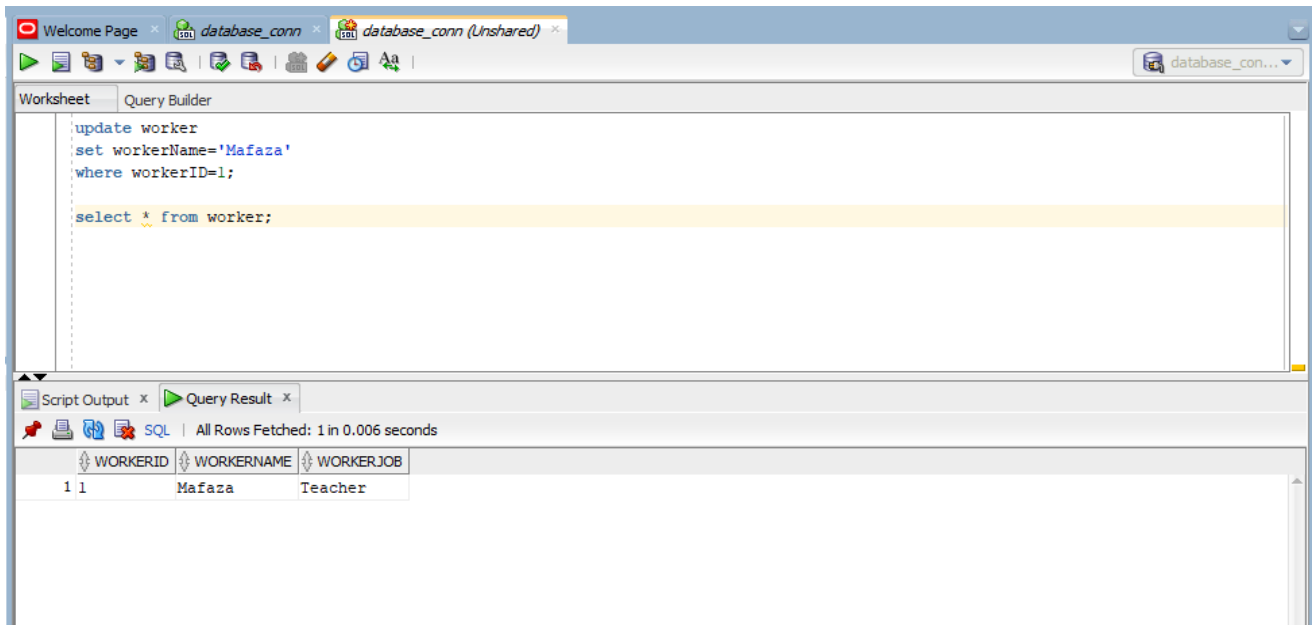 Welcome Page database_conn database_conn (Unshared)
database_con...
Worksheet Query Builder
update worker
set workerName='Mafaza'
where workerID=1;
select * from worker;
Script Output x Query Result x
SQL | All Rows Fetched: 1 in 0.006 seconds
WORKERID WORKERNAME WORKERJOB
1 1 Mafaza Teacher